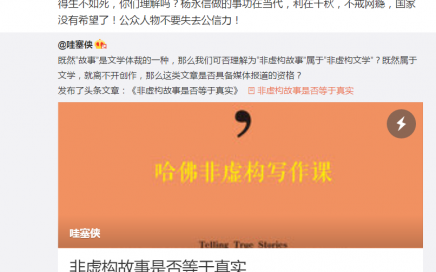 得生不如死，你们理解吗？杨永信做的事功在当代，利在千秋，不戒网瘾，国家
没有希望了！公众人物不要失去公信力！
@哇塞侠
既然“故事”是文学体裁的一种，那么我们可否理解为“非虚构故事”属于“非虚构文学”？既然属于
文学，就离不开创作，那么这类文章是否具备媒体报道的资格？
发布了头条文章：《非虚构故事是否等于真实》 非虚构故事是否等于真实
哈佛非虚构写作课
哇塞侠
Telling True Stories
非虚构故事是否等于真实